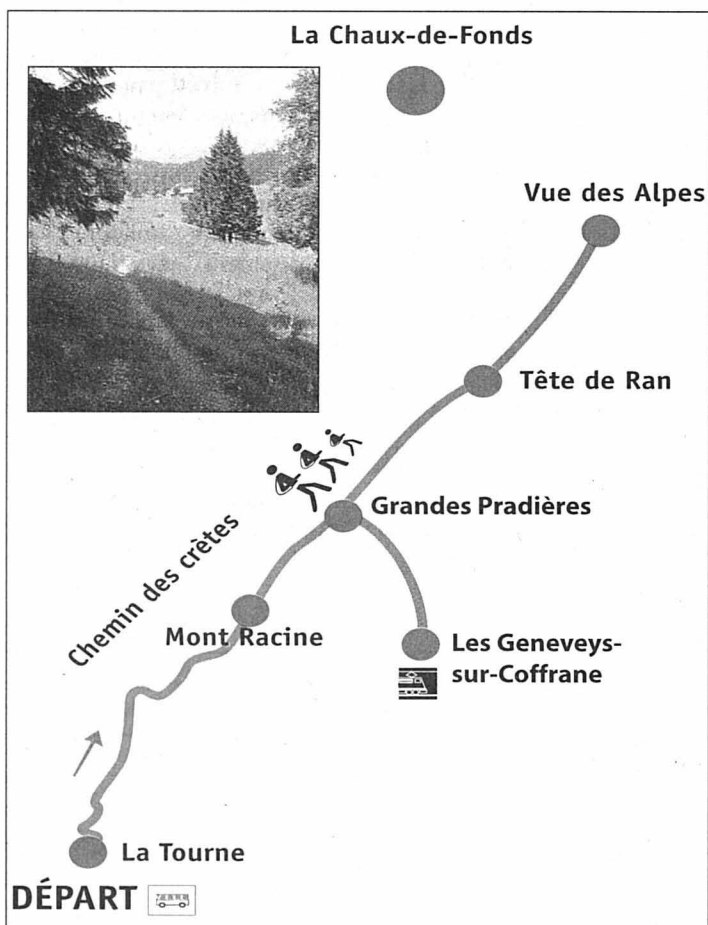 La Chaux-de-Fonds
Vue des Alpes
Tête de Ran
Grandes Pradières
Chemin des crètes
Mont Racine
Les Geneveys-
sur-Coffrane
La Tourne
DÉPART